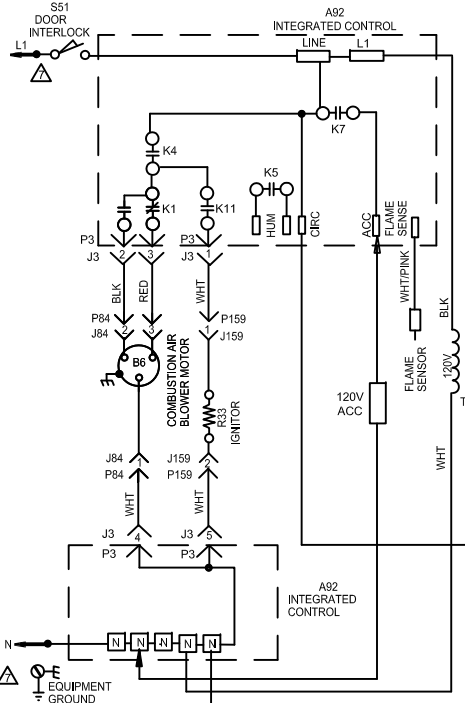 S51
DOOR
INTERLOCK
L1
7
A92
INTEGRATED CONTROL
LINE
L1
K4
K7
K1
K11
K5
HUM
CIRC
ACC
FLAME
SENSE
P3
J3
2
3
P3
J3
1
BLK
RED
WHT
WHT/PINK
BLK
P84
J84
2
3
P159
1
J159
B6
COMBUSTION AIR
BLOWER MOTOR
R33
IGNITOR
120V
ACC
FLAME
SENSOR
120V
T
J84
1
P84
J159
2
P159
WHT
WHT
WHT
J3
4
P3
J3
5
P3
A92
INTEGRATED
CONTROL
N
N
N
N
N
N
7
EQUIPMENT
GROUND